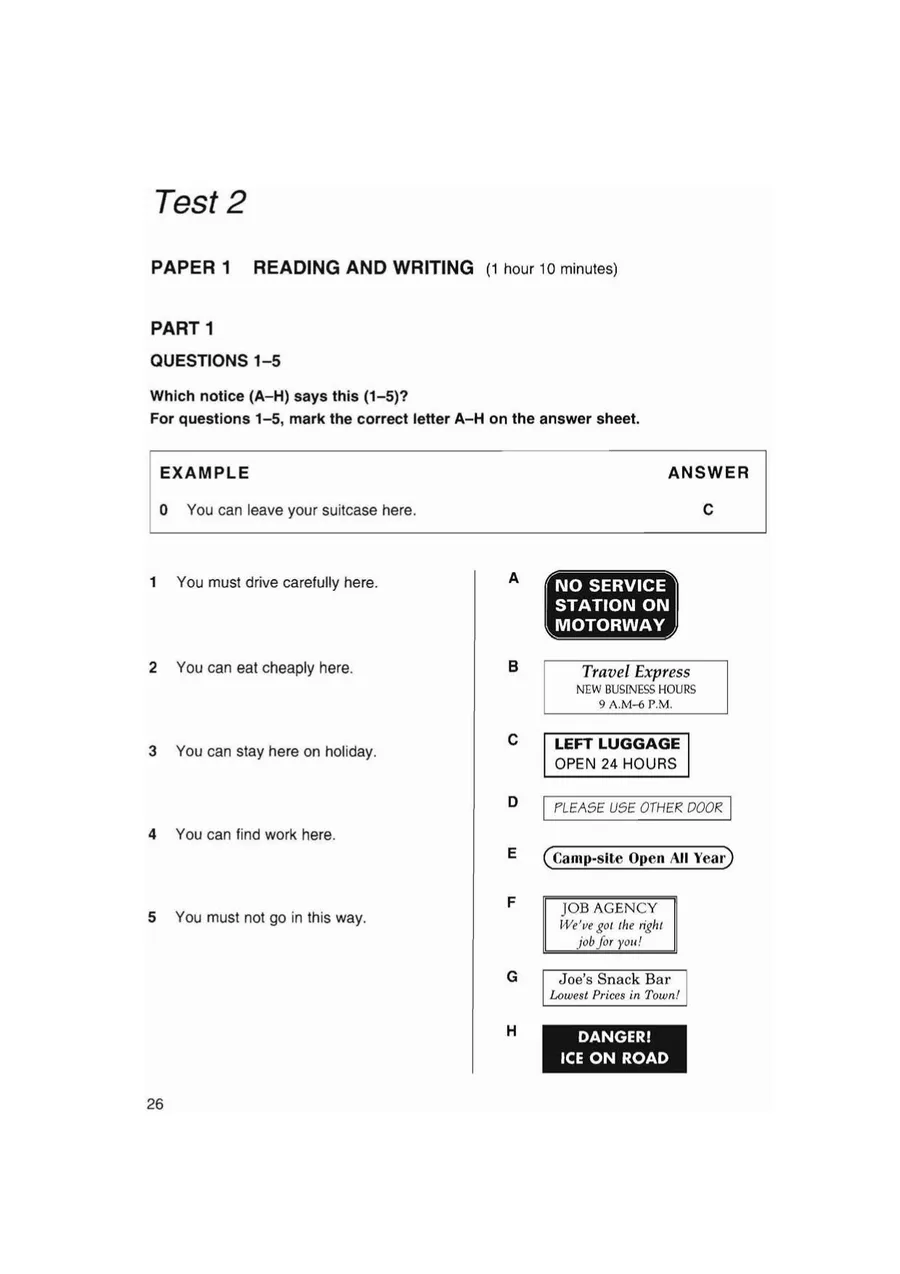 Test 2
PAPER 1 READING AND WRITING (1 hour 10 minutes)
PART 1
QUESTIONS 1–5
Which notice (A–H) says this (1–5)?
For questions 1–5, mark the correct letter A–H on the answer sheet.
EXAMPLE ANSWER
0 You can leave your suitcase here. C
1 You must drive carefully here.
2 You can eat cheaply here.
3 You can stay here on holiday.
4 You can find work here.
5 You must not go in this way.
A NO SERVICE
STATION ON
MOTORWAY
B Travel Express
NEW BUSINESS HOURS
9 A.M–6 P.M.
C LEFT LUGGAGE
OPEN 24 HOURS
D PLEASE USE OTHER DOOR
E Camp-site Open All Year
F JOB AGENCY
We've got the right
job for you!
G Joe's Snack Bar
Lowest Prices in Town!
H DANGER!
ICE ON ROAD
26